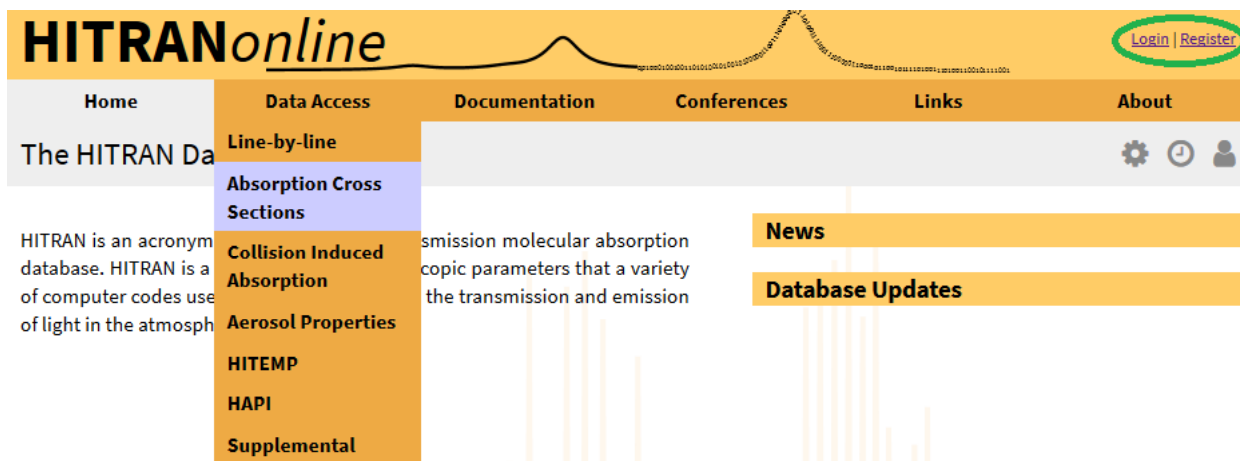 HITRANonline
Login | Register
Home Data Access Documentation Conferences Links About
The HITRAN Da
Line-by-line
Absorption Cross
Sections
Collision Induced
Absorption
Aerosol Properties
HITEMP
HAPI
Supplemental
HITRAN is an acronym smission molecular absorption
database. HITRAN is a copic parameters that a variety
of computer codes use the transmission and emission
of light in the atmosph
News
Database Updates